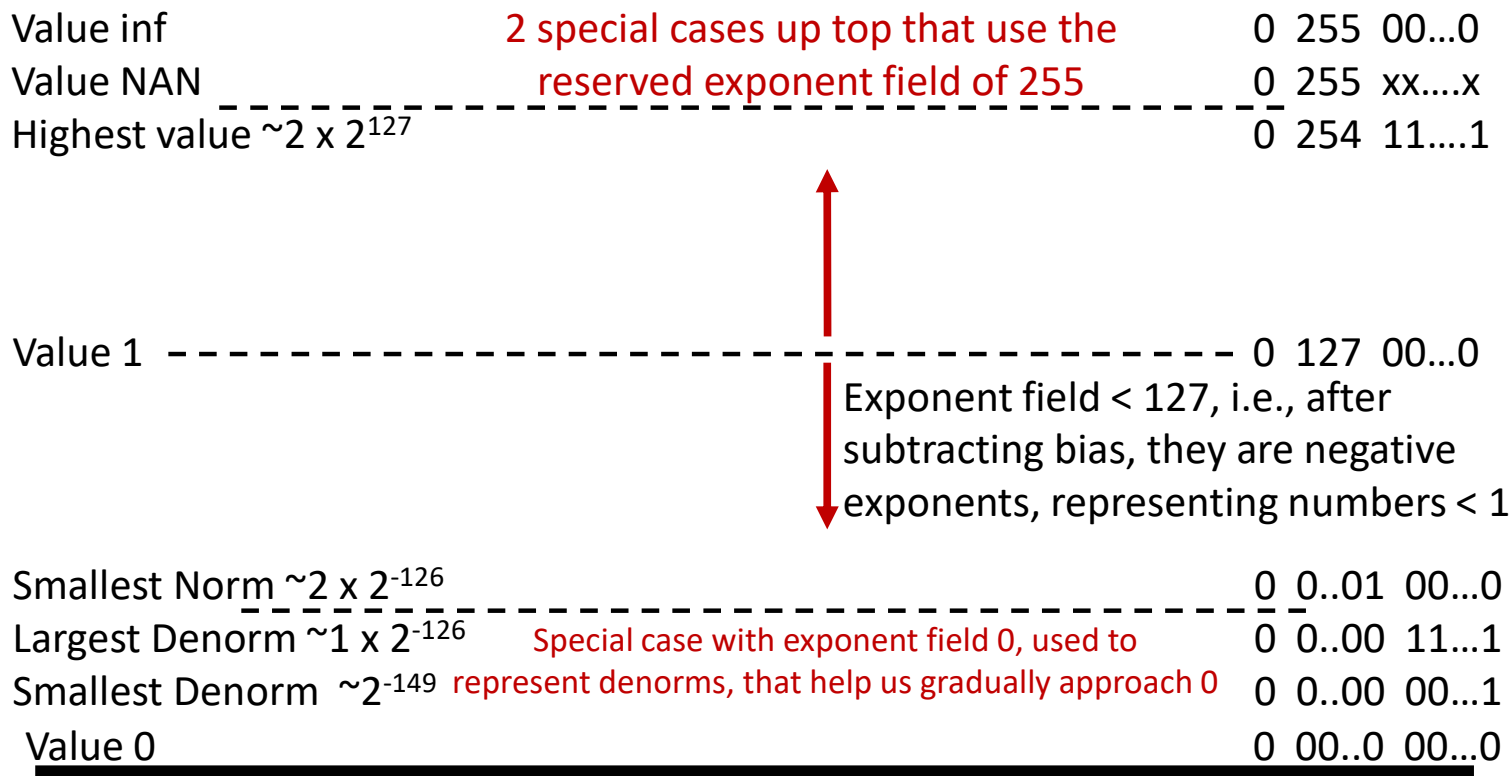 Value inf 2 special cases up top that use the 0 255 00...0
Value NAN reserved exponent field of 255 0 255 xx....x
Highest value ~2 x 2^127 0 254 11....1
Value 1 0 127 00...0
Exponent field < 127, i.e., after
subtracting bias, they are negative
exponents, representing numbers < 1
Smallest Norm ~2 x 2^-126 0 0..01 00...0
Largest Denorm ~1 x 2^-126 Special case with exponent field 0, used to 0 0..00 11...1
Smallest Denorm ~2^-149 represent denorms, that help us gradually approach 0 0 0..00 00...1
Value 0 0 00..0 00...0